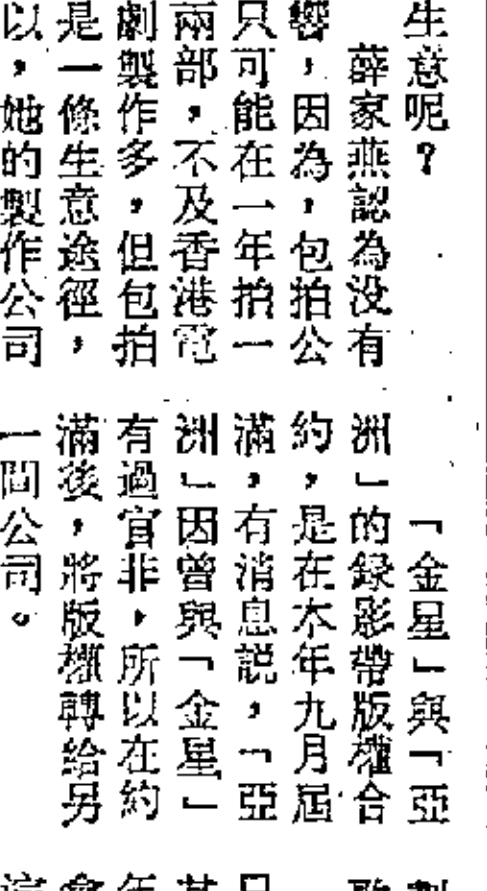 生意呢？
薛家燕認為没有
響，因為，包拍公
只可能在一年拍一
兩部，不及香港電
劇製作多，但包拍
是一條生意途徑，
以，她的製作公司
「金星」與「亞
洲」的録影帶版權合
約，是在本年九月屆
滿，有消息説，「亞
洲」因曾與「金星」
有過官非，所以在約
滿後，將版權轉給另
一間公司。